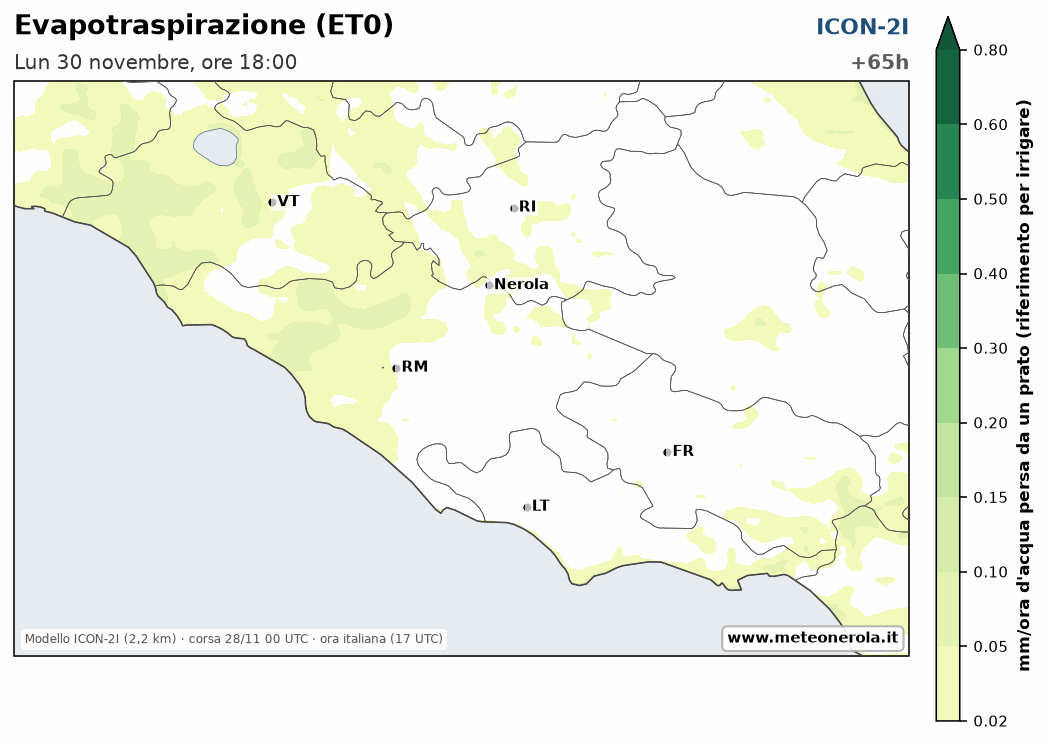 Evapotraspirazione (ET0)
ICON-2I
Lun 30 novembre, ore 18:00
+65h
VT
RI
Nerola
RM
FR
LT
Modello ICON-2I (2,2 km) · corsa 28/11 00 UTC · ora italiana (17 UTC)
www.meteonerola.it
0.80
0.60
0.50
0.40
0.30
0.20
0.15
0.10
0.05
0.02
mm/ora d'acqua persa da un prato (riferimento per irrigare)